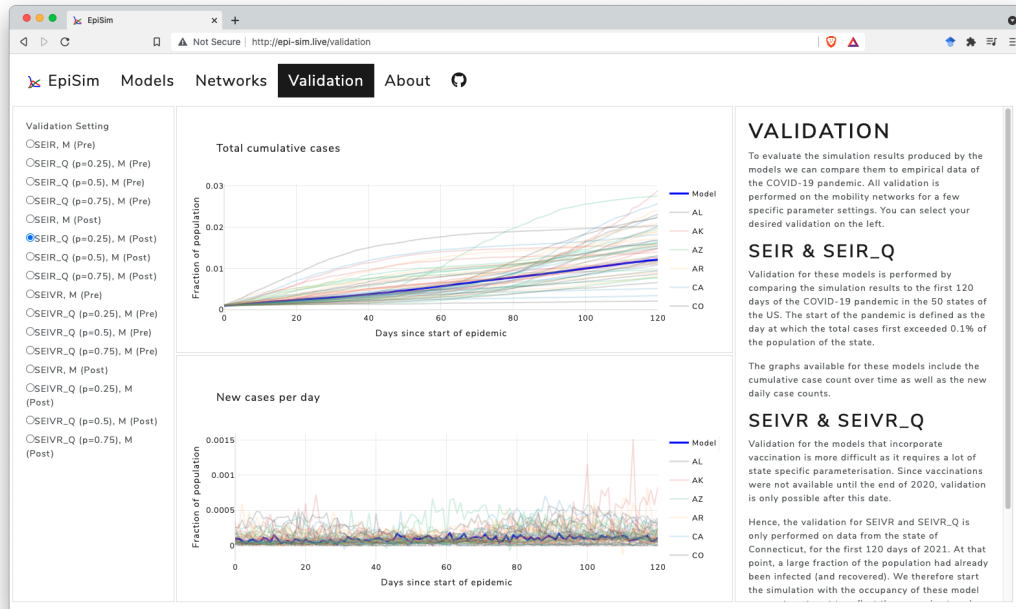 EpiSim
Not Secure | http://epi-sim.live/validation
EpiSim Models Networks Validation About
Validation Setting
SEIR, M (Pre)
SEIR_Q (p=0.25), M (Pre)
SEIR_Q (p=0.5), M (Pre)
SEIR_Q (p=0.75), M (Pre)
SEIR, M (Post)
SEIR_Q (p=0.25), M (Post)
SEIR_Q (p=0.5), M (Post)
SEIR_Q (p=0.75), M (Post)
SEIVR, M (Pre)
SEIVR_Q (p=0.25), M (Pre)
SEIVR_Q (p=0.5), M (Pre)
SEIVR_Q (p=0.75), M (Pre)
SEIVR, M (Post)
SEIVR_Q (p=0.25), M
(Post)
SEIVR_Q (p=0.5), M (Post)
SEIVR_Q (p=0.75), M
(Post)
Total cumulative cases
Fraction of population
0.03
0.02
0.01
0
0 20 40 60 80 100 120
Days since start of epidemic
Model
AL
AK
AZ
AR
CA
CO
New cases per day
Fraction of population
0.0015
0.001
0.0005
0
0 20 40 60 80 100 120
Days since start of epidemic
Model
AL
AK
AZ
AR
CA
CO
VALIDATION
To evaluate the simulation results produced by the
models we can compare them to empirical data of
the COVID-19 pandemic. All validation is
performed on the mobility networks for a few
specific parameter settings. You can select your
desired validation on the left.
SEIR & SEIR_Q
Validation for these models is performed by
comparing the simulation results to the first 120
days of the COVID-19 pandemic in the 50 states of
the US. The start of the pandemic is defined as the
day at which the total cases first exceeded 0.1% of
the population of the state.
The graphs available for these models include the
cumulative case count over time as well as the new
daily case counts.
SEIVR & SEIVR_Q
Validation for the models that incorporate
vaccination is more difficult as it requires a lot of
state specific parameterisation. Since vaccinations
were not available until the end of 2020, validation
is only possible after this date.
Hence, the validation for SEIVR and SEIVR_Q is
only performed on data from the state of
Connecticut, for the first 120 days of 2021. At that
point, a large fraction of the population had already
been infected (and recovered). We therefore start
the simulation with the occupancy of these model